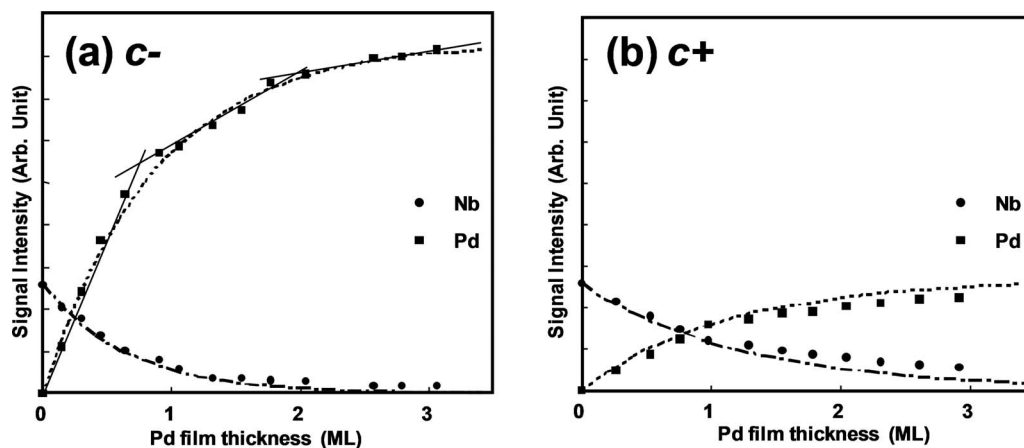 (a) c-
Signal Intensity (Arb. Unit)
Nb
Pd
0
1
2
3
Pd film thickness (ML)
(b) c+
Signal Intensity (Arb. Unit)
Nb
Pd
0
1
2
3
Pd film thickness (ML)